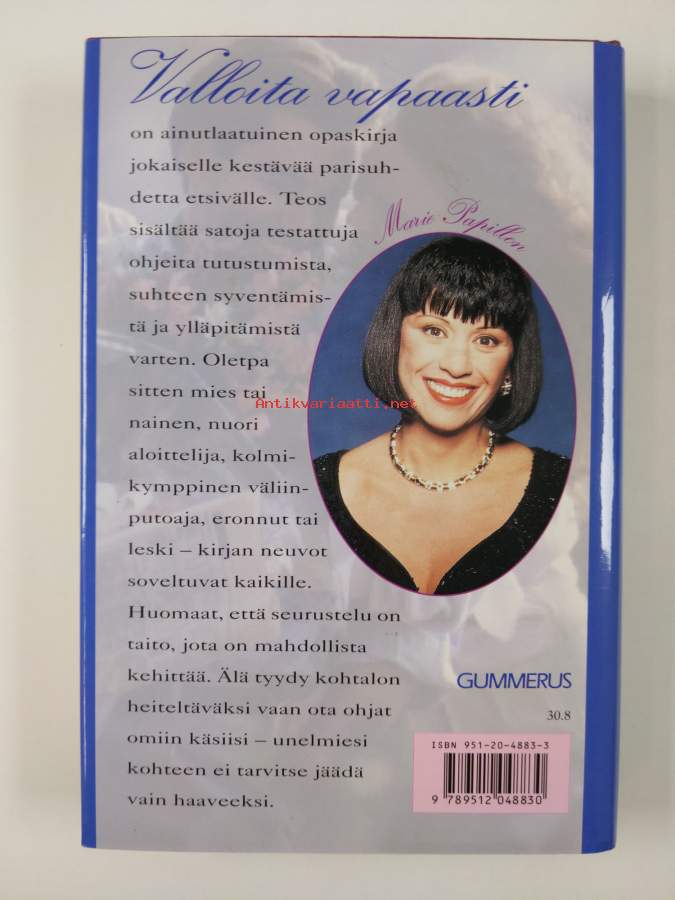 Valloita vapaasti
on ainutlaatuinen opaskirja
jokaiselle kestävää parisuh-
detta etsivälle. Teos
sisältää satoja testattuja
ohjeita tutustumista,
suhteen syventämis-
tä ja ylläpitämistä
varten. Oletpa
sitten mies tai
nainen, nuori
aloittelija, kolmi-
kymppinen väliin-
putoaja, eronnut tai
leski – kirjan neuvot
soveltuvat kaikille.
Huomaat, että seurustelu on
taito, jota on mahdollista
kehittää. Älä tyydy kohtalon
heiteltäväksi vaan ota ohjat
omiin käsiisi – unelmiesi
kohteen ei tarvitse jäädä
vain haaveeksi.
Marie Papillon
Antikvariaatti.net
GUMMERUS
30.8
ISBN 951-20-4883-3
9 789512 048830